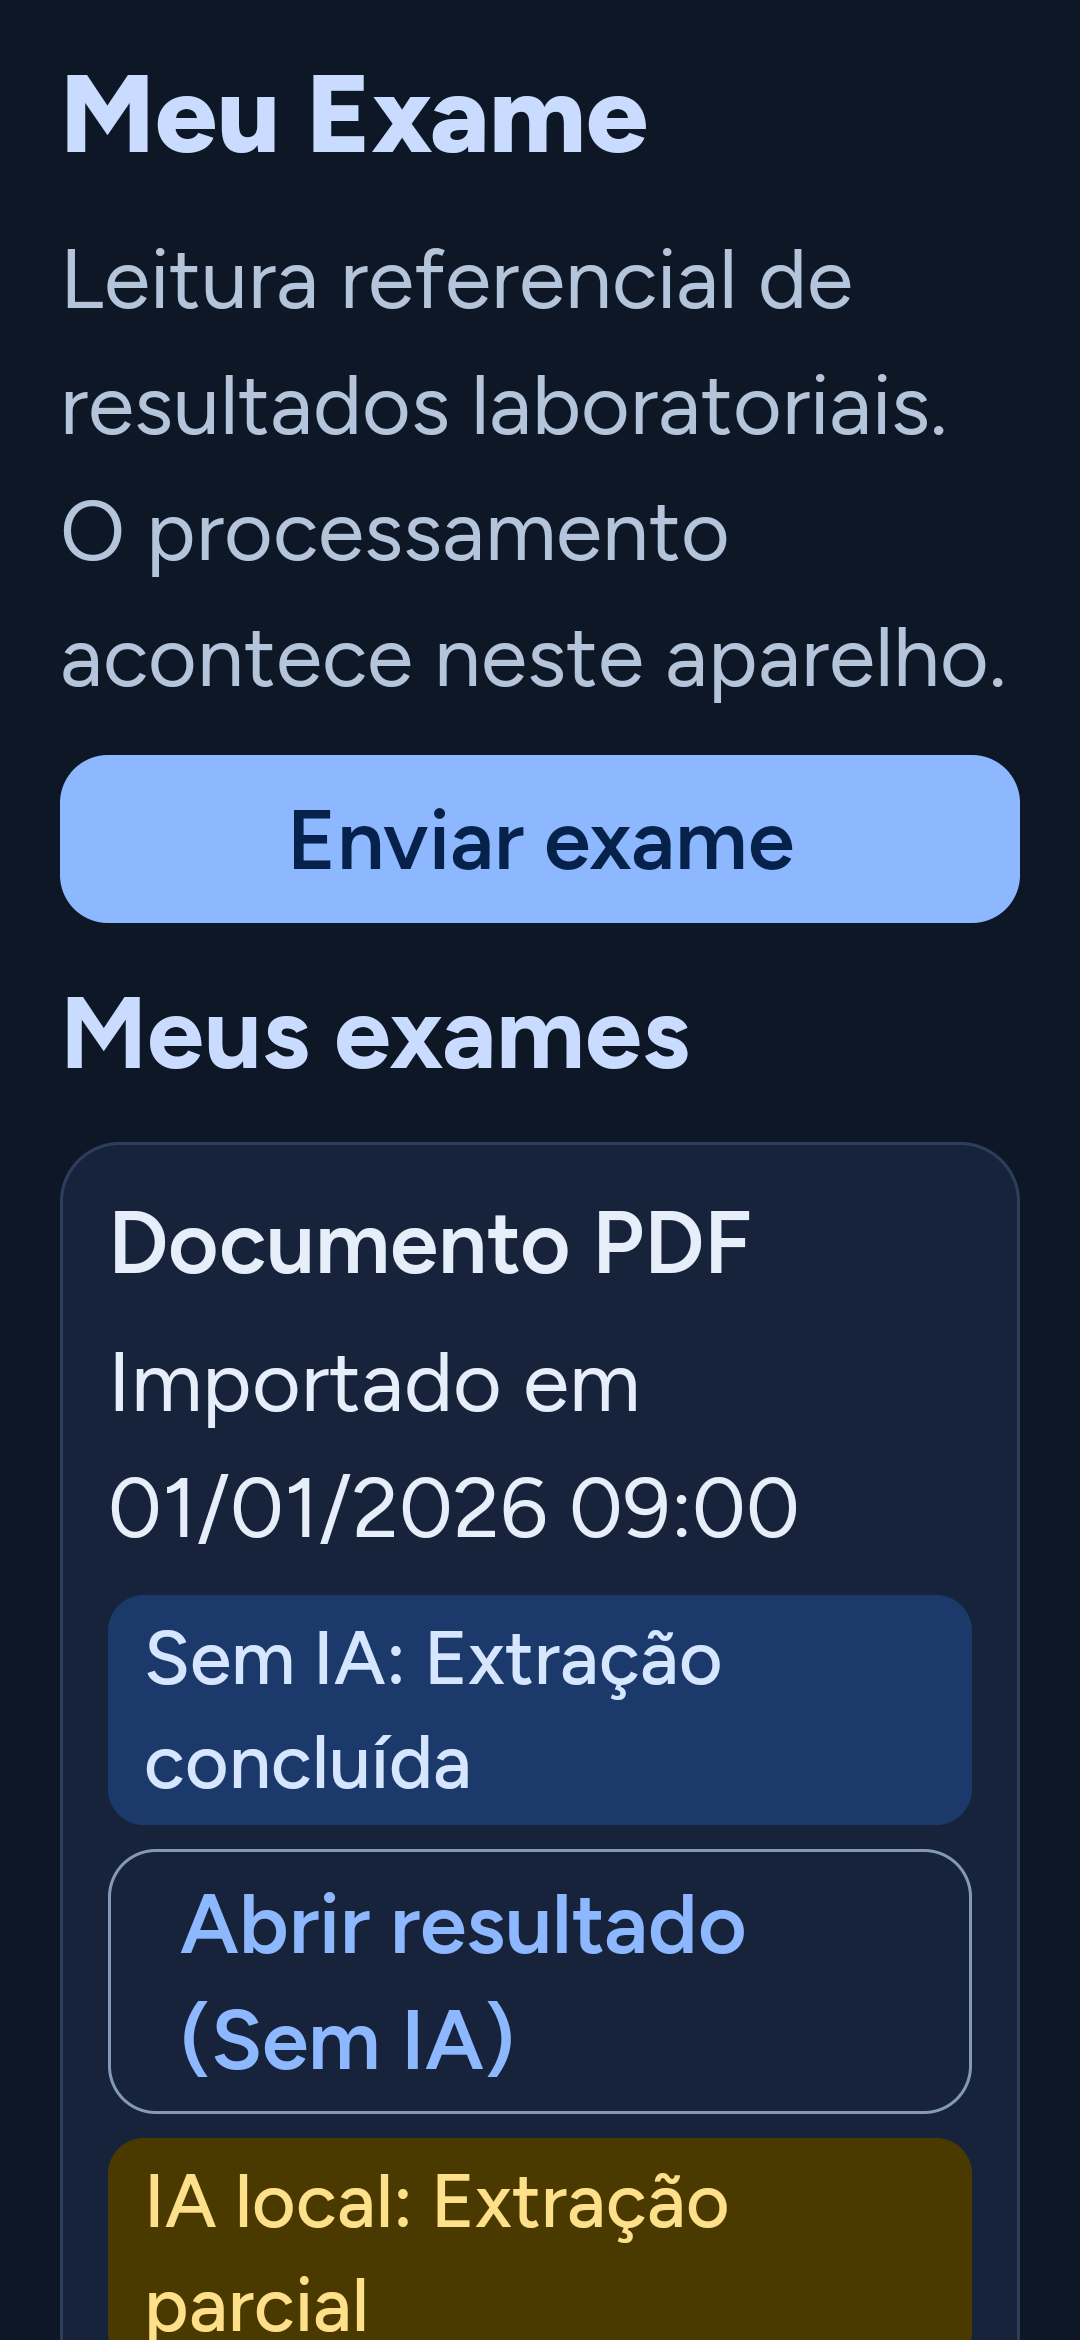 Meu Exame
Leitura referencial de
resultados laboratoriais.
O processamento
acontece neste aparelho.
Enviar exame
Meus exames
Documento PDF
Importado em
01/01/2026 09:00
Sem IA: Extração
concluída
Abrir resultado
(Sem IA)
IA local: Extração
parcial